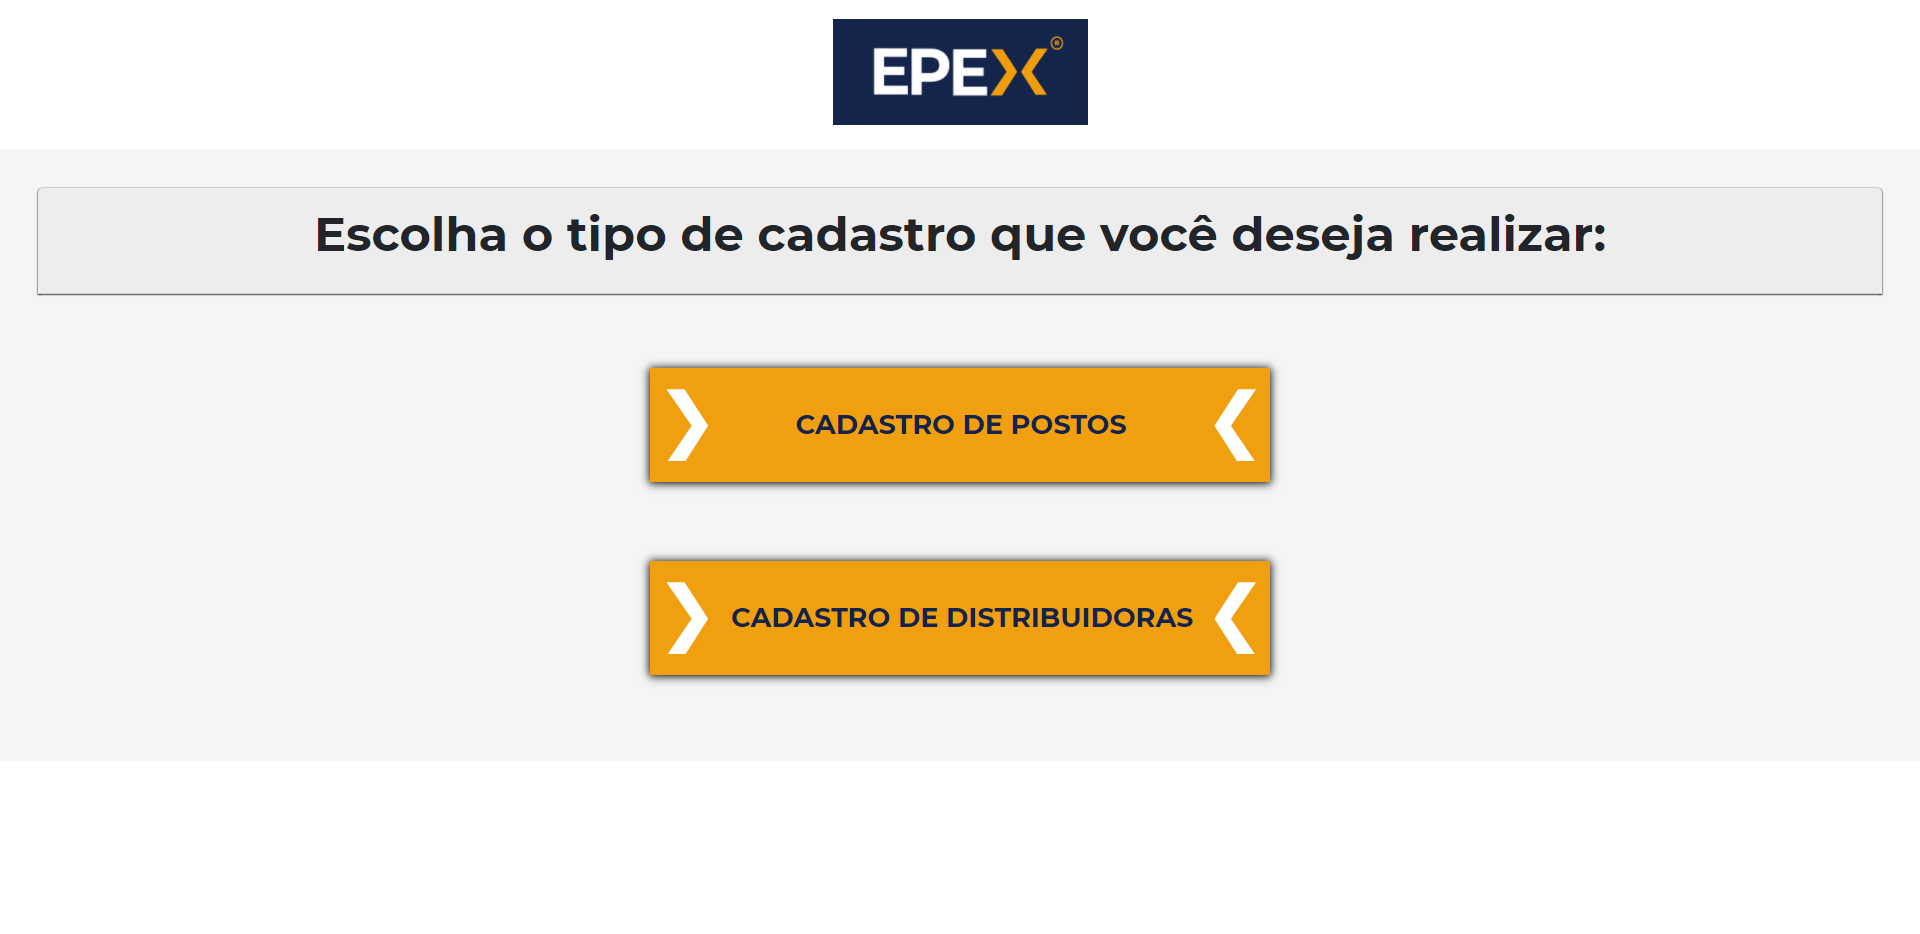 EPEX®
Escolha o tipo de cadastro que você deseja realizar:
CADASTRO DE POSTOS
CADASTRO DE DISTRIBUIDORAS